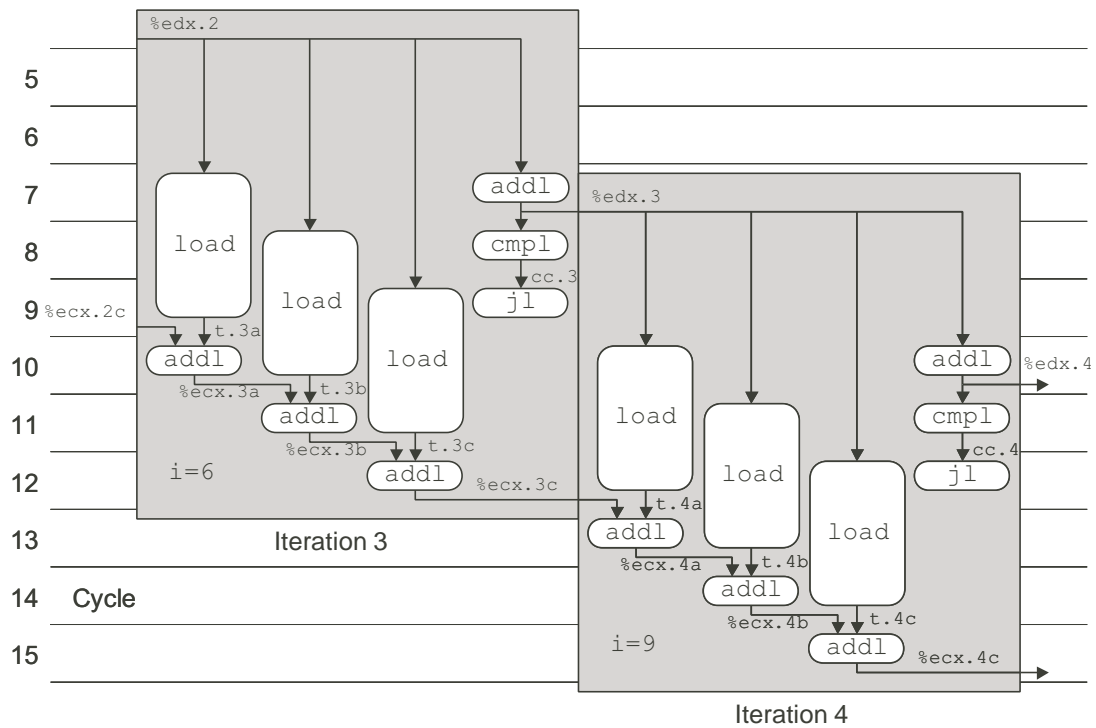 %edx.2
5
6
7
addl
%edx.3
8
load
cmpl
load
cc.3
9
%ecx.2c
jl
t.3a
load
10
addl
addl
%edx.4
%ecx.3a
t.3b
load
11
addl
cmpl
%ecx.3b
t.3c
load
cc.4
12
i=6
addl
%ecx.3c
jl
t.4a
load
13
Iteration 3
addl
%ecx.4a
t.4b
14
Cycle
addl
%ecx.4b
t.4c
15
i=9
addl
%ecx.4c
Iteration 4